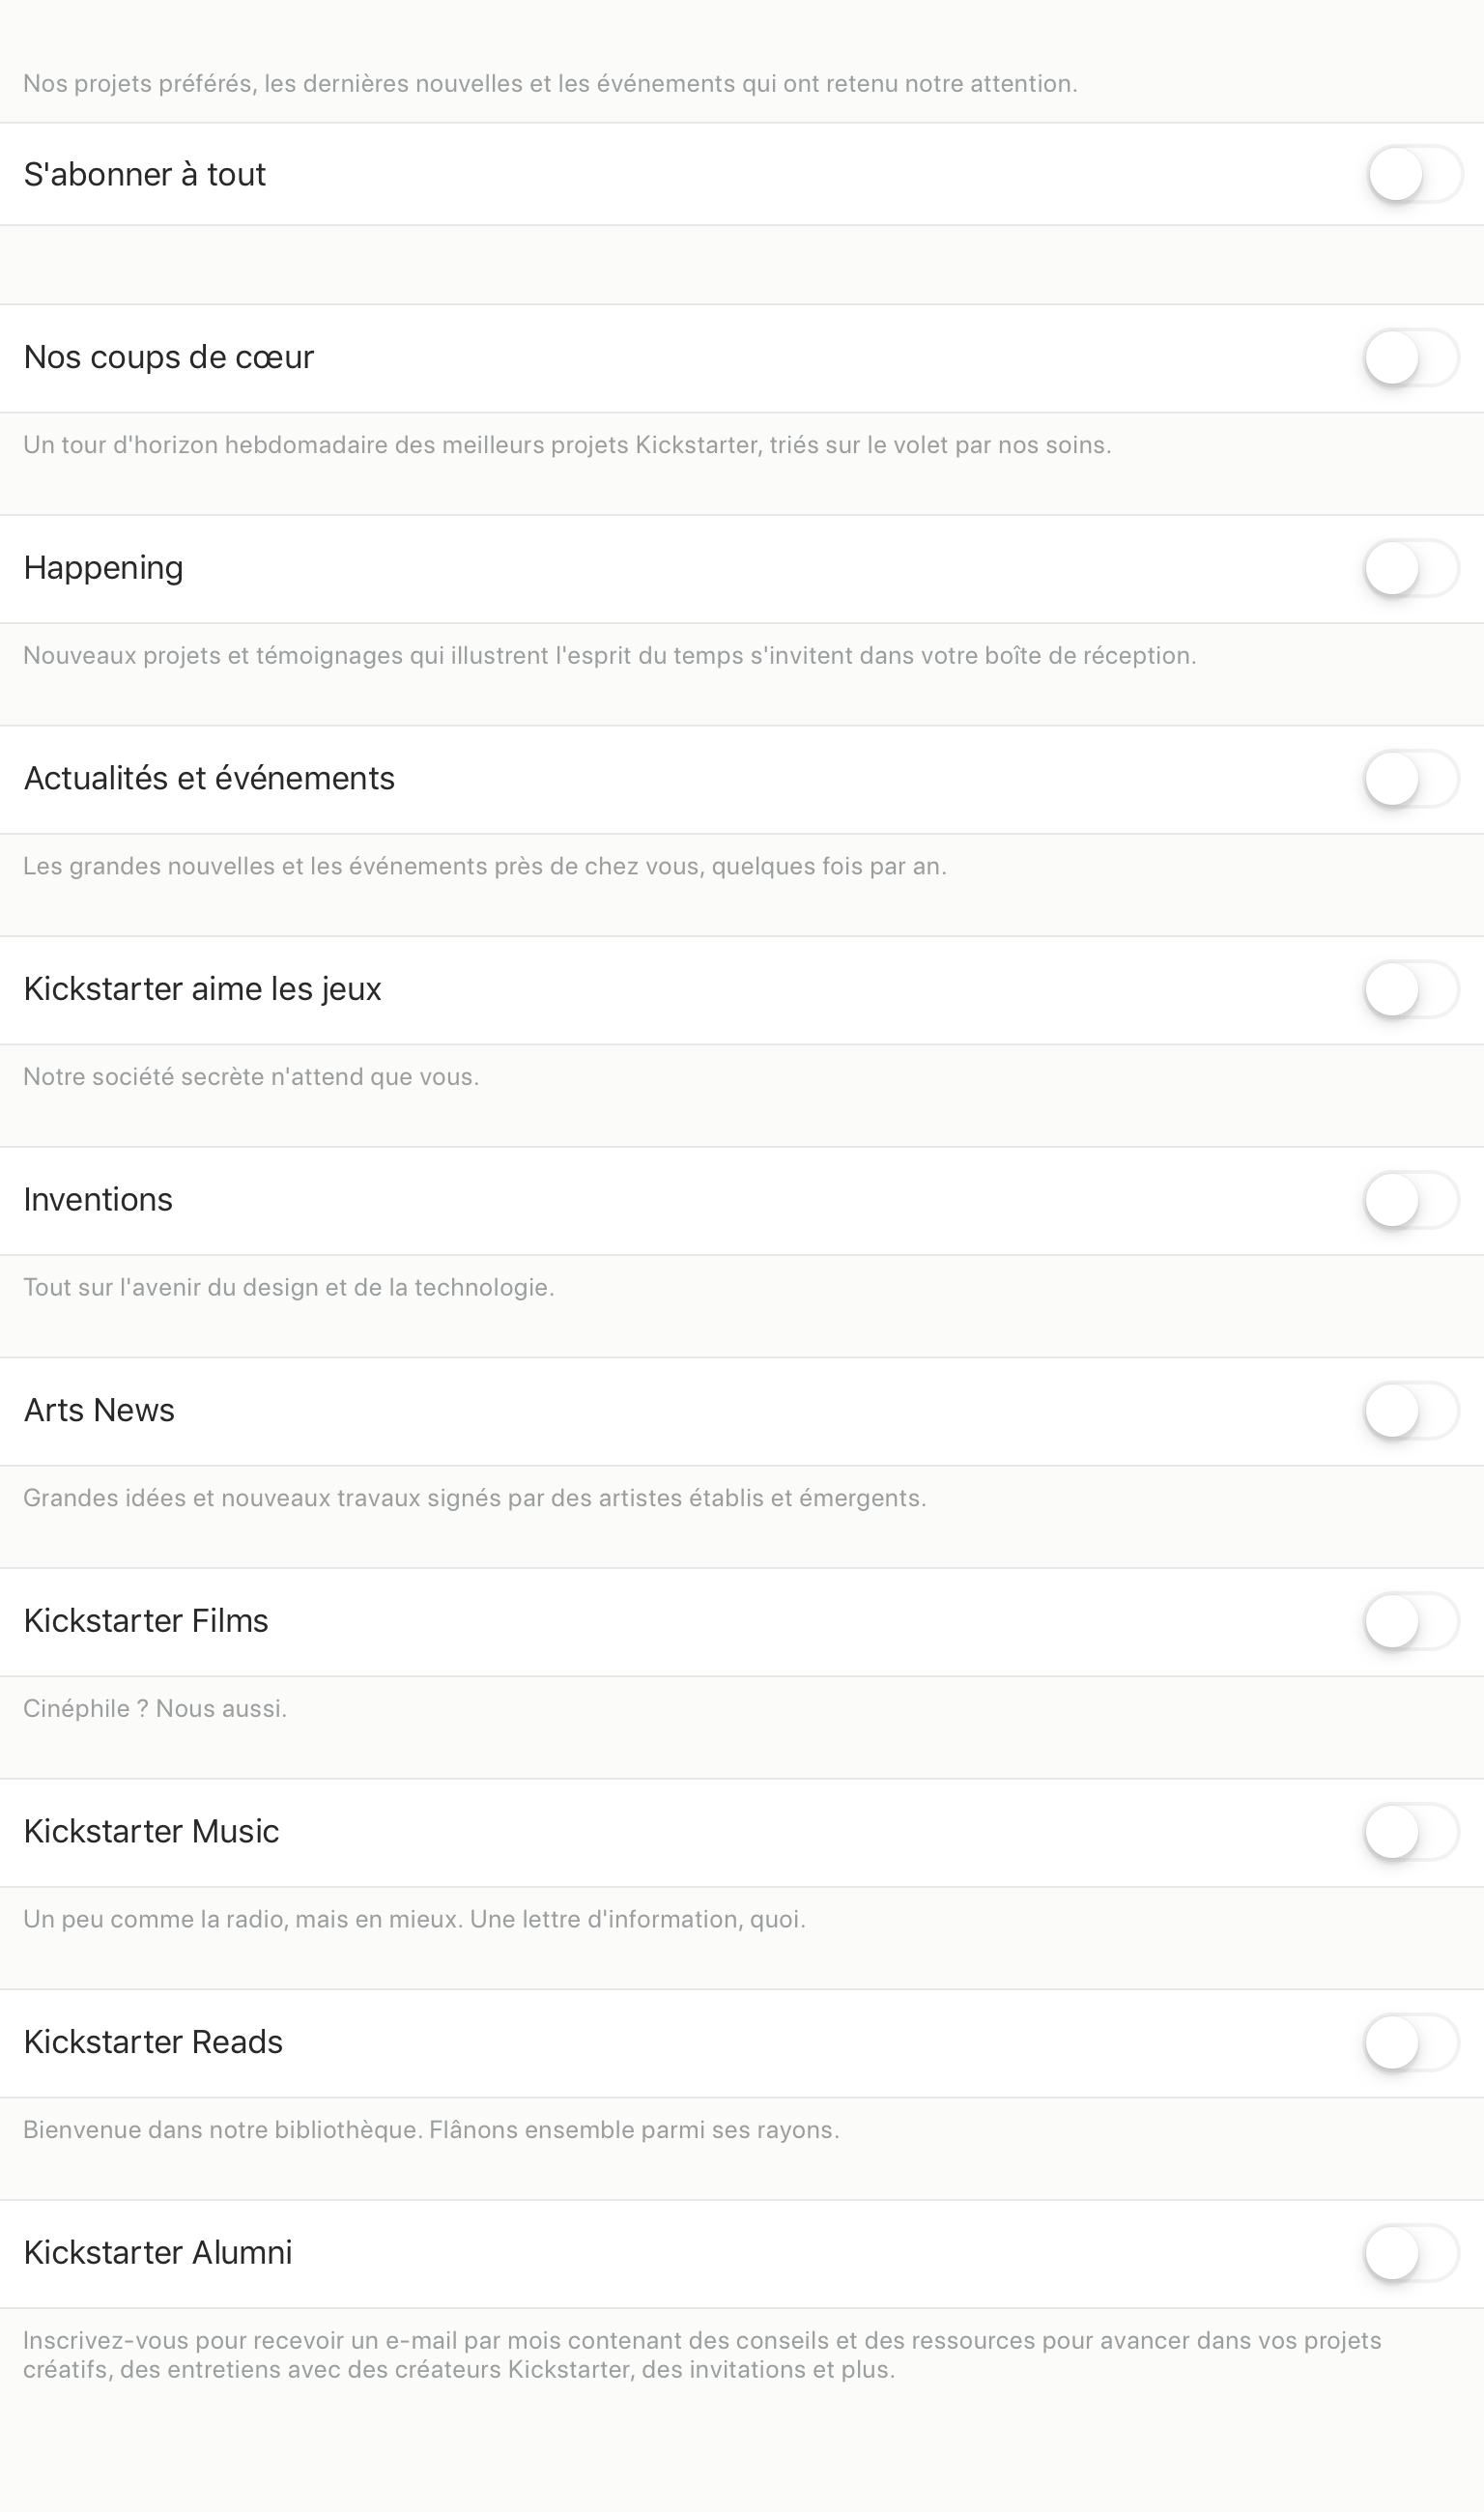 Nos projets préférés, les dernières nouvelles et les événements qui ont retenu notre attention.
S'abonner à tout
Nos coups de cœur
Un tour d'horizon hebdomadaire des meilleurs projets Kickstarter, triés sur le volet par nos soins.
Happening
Nouveaux projets et témoignages qui illustrent l'esprit du temps s'invitent dans votre boîte de réception.
Actualités et événements
Les grandes nouvelles et les événements près de chez vous, quelques fois par an.
Kickstarter aime les jeux
Notre société secrète n'attend que vous.
Inventions
Tout sur l'avenir du design et de la technologie.
Arts News
Grandes idées et nouveaux travaux signés par des artistes établis et émergents.
Kickstarter Films
Cinéphile ? Nous aussi.
Kickstarter Music
Un peu comme la radio, mais en mieux. Une lettre d'information, quoi.
Kickstarter Reads
Bienvenue dans notre bibliothèque. Flânons ensemble parmi ses rayons.
Kickstarter Alumni
Inscrivez-vous pour recevoir un e-mail par mois contenant des conseils et des ressources pour avancer dans vos projets
créatifs, des entretiens avec des créateurs Kickstarter, des invitations et plus.